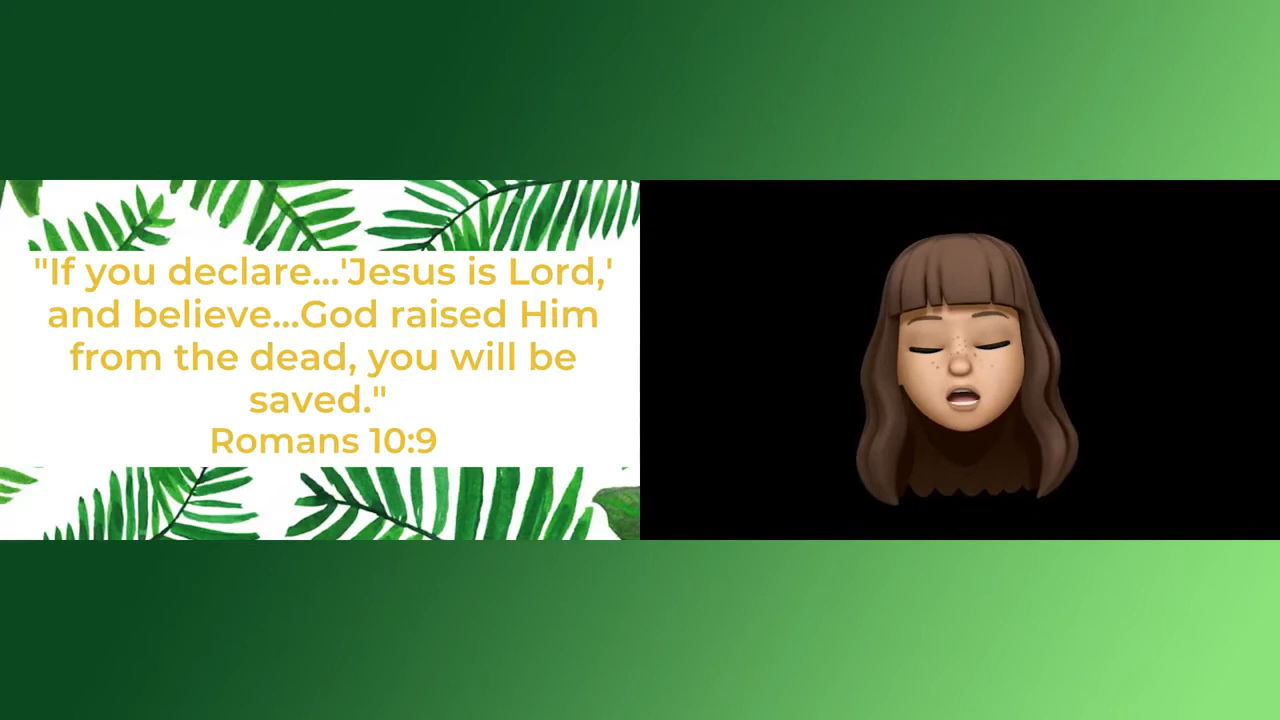 "If you declare...'Jesus is Lord,'
and believe...God raised Him
from the dead, you will be
saved."
Romans 10:9